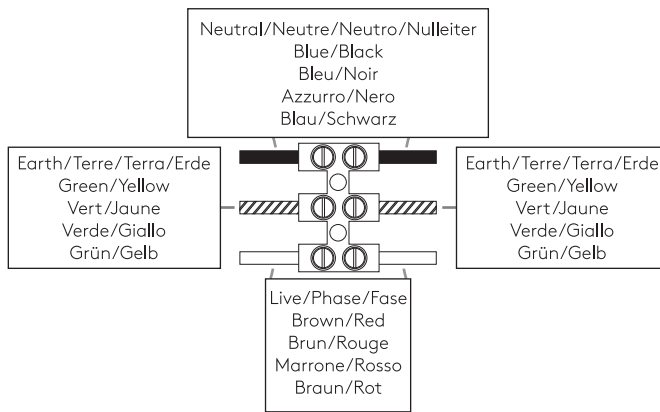 Neutral/Neutre/Neutro/Nulleiter
Blue/Black
Bleu/Noir
Azzurro/Nero
Blau/Schwarz
Earth/Terre/Terra/Erde
Green/Yellow
Vert/Jaune
Verde/Giallo
Grün/Gelb
Earth/Terre/Terra/Erde
Green/Yellow
Vert/Jaune
Verde/Giallo
Grün/Gelb
Live/Phase/Fase
Brown/Red
Brun/Rouge
Marrone/Rosso
Braun/Rot